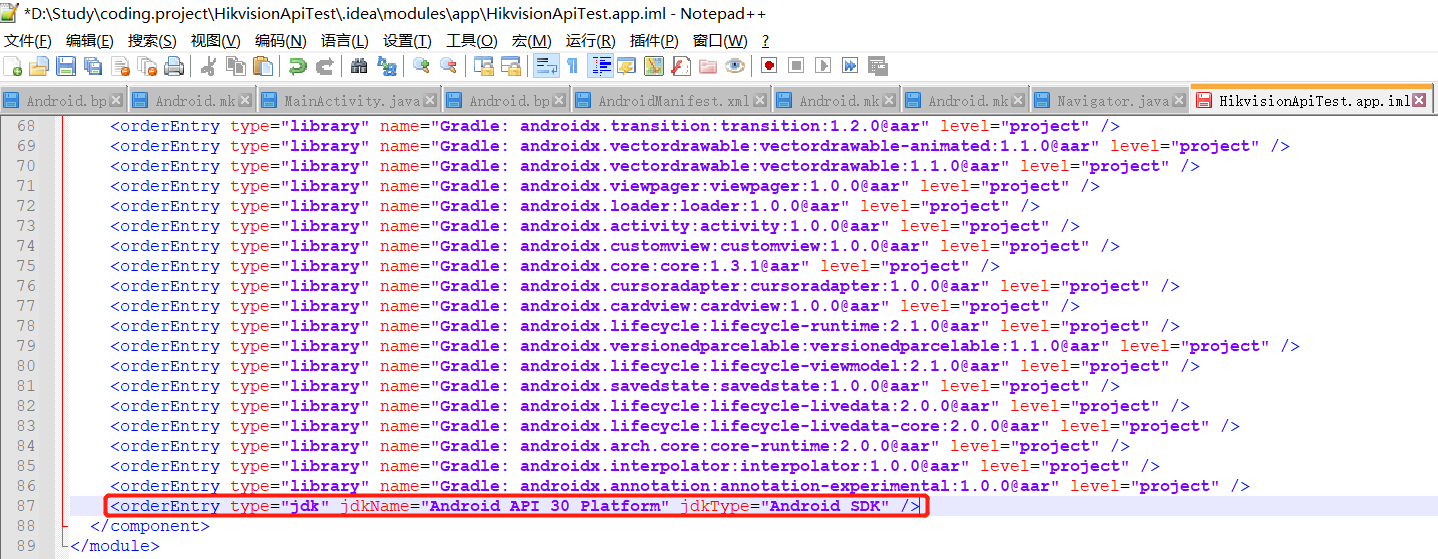 *D:\Study\coding.project\HikvisionApiTest\.idea\modules\app\HikvisionApiTest.app.iml - Notepad++
文件(F) 编辑(E) 搜索(S) 视图(V) 编码(N) 语言(L) 设置(T) 工具(O) 宏(M) 运行(R) 插件(P) 窗口(W) ?
Android.bp Android.mk MainActivity.java Android.bp AndroidManifest.xml Android.mk Android.mk Navigator.java HikvisionApiTest.app.iml
68 <orderEntry type="library" name="Gradle: androidx.transition:transition:1.2.0@aar" level="project" />
69 <orderEntry type="library" name="Gradle: androidx.vectordrawable:vectordrawable-animated:1.1.0@aar" level="project" />
70 <orderEntry type="library" name="Gradle: androidx.vectordrawable:vectordrawable:1.1.0@aar" level="project" />
71 <orderEntry type="library" name="Gradle: androidx.viewpager:viewpager:1.0.0@aar" level="project" />
72 <orderEntry type="library" name="Gradle: androidx.loader:loader:1.0.0@aar" level="project" />
73 <orderEntry type="library" name="Gradle: androidx.activity:activity:1.0.0@aar" level="project" />
74 <orderEntry type="library" name="Gradle: androidx.customview:customview:1.0.0@aar" level="project" />
75 <orderEntry type="library" name="Gradle: androidx.core:core:1.3.1@aar" level="project" />
76 <orderEntry type="library" name="Gradle: androidx.cursoradapter:cursoradapter:1.0.0@aar" level="project" />
77 <orderEntry type="library" name="Gradle: androidx.cardview:cardview:1.0.0@aar" level="project" />
78 <orderEntry type="library" name="Gradle: androidx.lifecycle:lifecycle-runtime:2.1.0@aar" level="project" />
79 <orderEntry type="library" name="Gradle: androidx.versionedparcelable:versionedparcelable:1.1.0@aar" level="project" />
80 <orderEntry type="library" name="Gradle: androidx.lifecycle:lifecycle-viewmodel:2.1.0@aar" level="project" />
81 <orderEntry type="library" name="Gradle: androidx.savedstate:savedstate:1.0.0@aar" level="project" />
82 <orderEntry type="library" name="Gradle: androidx.lifecycle:lifecycle-livedata:2.0.0@aar" level="project" />
83 <orderEntry type="library" name="Gradle: androidx.lifecycle:lifecycle-livedata-core:2.0.0@aar" level="project" />
84 <orderEntry type="library" name="Gradle: androidx.arch.core:core-runtime:2.0.0@aar" level="project" />
85 <orderEntry type="library" name="Gradle: androidx.interpolator:interpolator:1.0.0@aar" level="project" />
86 <orderEntry type="library" name="Gradle: androidx.annotation:annotation-experimental:1.0.0@aar" level="project" />
87 <orderEntry type="jdk" jdkName="Android API 30 Platform" jdkType="Android SDK" />
88 </component>
89 </module>